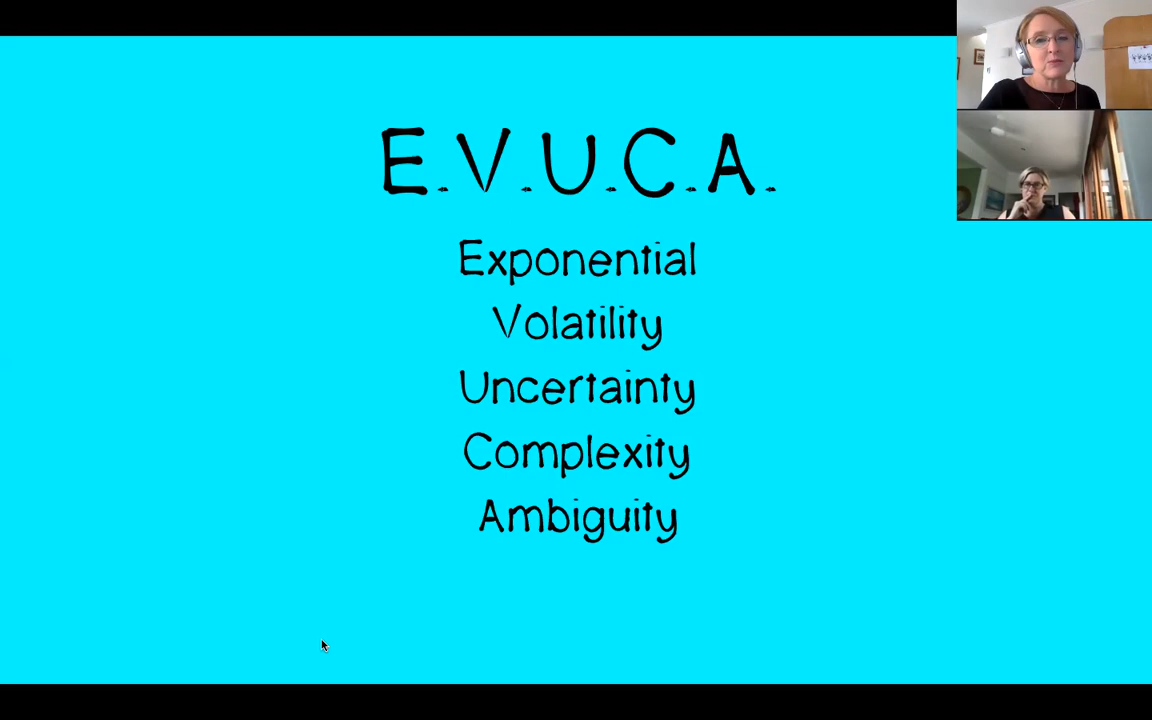 E.V.U.C.A.
Exponential
Volatility
Uncertainty
Complexity
Ambiguity